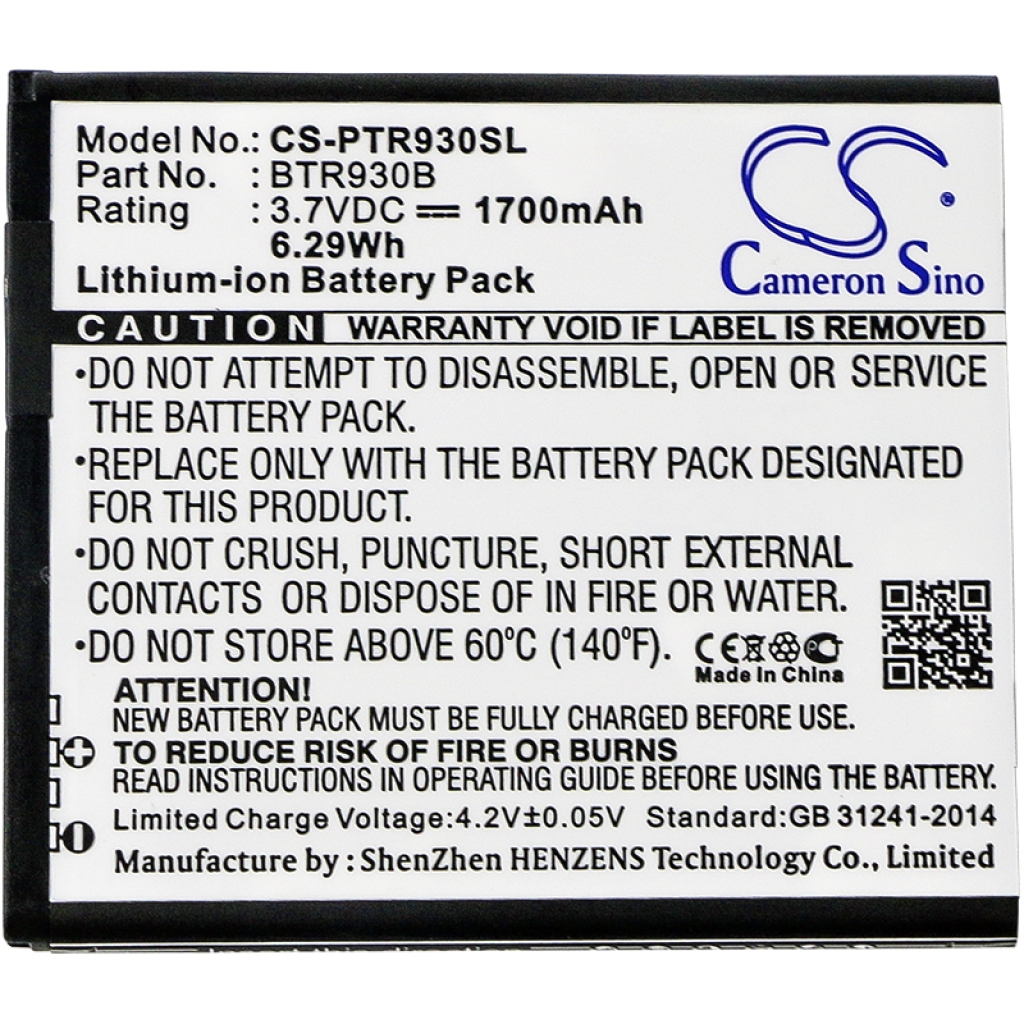 Model No.: CS-PTR930SL
Part No. : BTR930B
Rating : 3.7VDC ⎓ 1700mAh
6.29Wh
Lithium-ion Battery Pack
CS
®
Cameron Sino
CAUTION WARRANTY VOID IF LABEL IS REMOVED
•DO NOT ATTEMPT TO DISASSEMBLE, OPEN OR SERVICE
THE BATTERY PACK.
•REPLACE ONLY WITH THE BATTERY PACK DESIGNATED
FOR THIS PRODUCT.
•DO NOT CRUSH, PUNCTURE, SHORT EXTERNAL
CONTACTS OR DISPOSE OF IN FIRE OR WATER.
•DO NOT STORE ABOVE 60°C (140°F).
CE
Made In China
ATTENTION!
NEW BATTERY PACK MUST BE FULLY CHARGED BEFORE USE.
TO REDUCE RISK OF FIRE OR BURNS
READ INSTRUCTIONS IN OPERATING GUIDE BEFORE USING THE BATTERY.
Limited Charge Voltage:4.2V±0.05V Standard:GB 31241-2014
Manufacture by : ShenZhen HENZENS Technology Co., Limited
Insert this direction